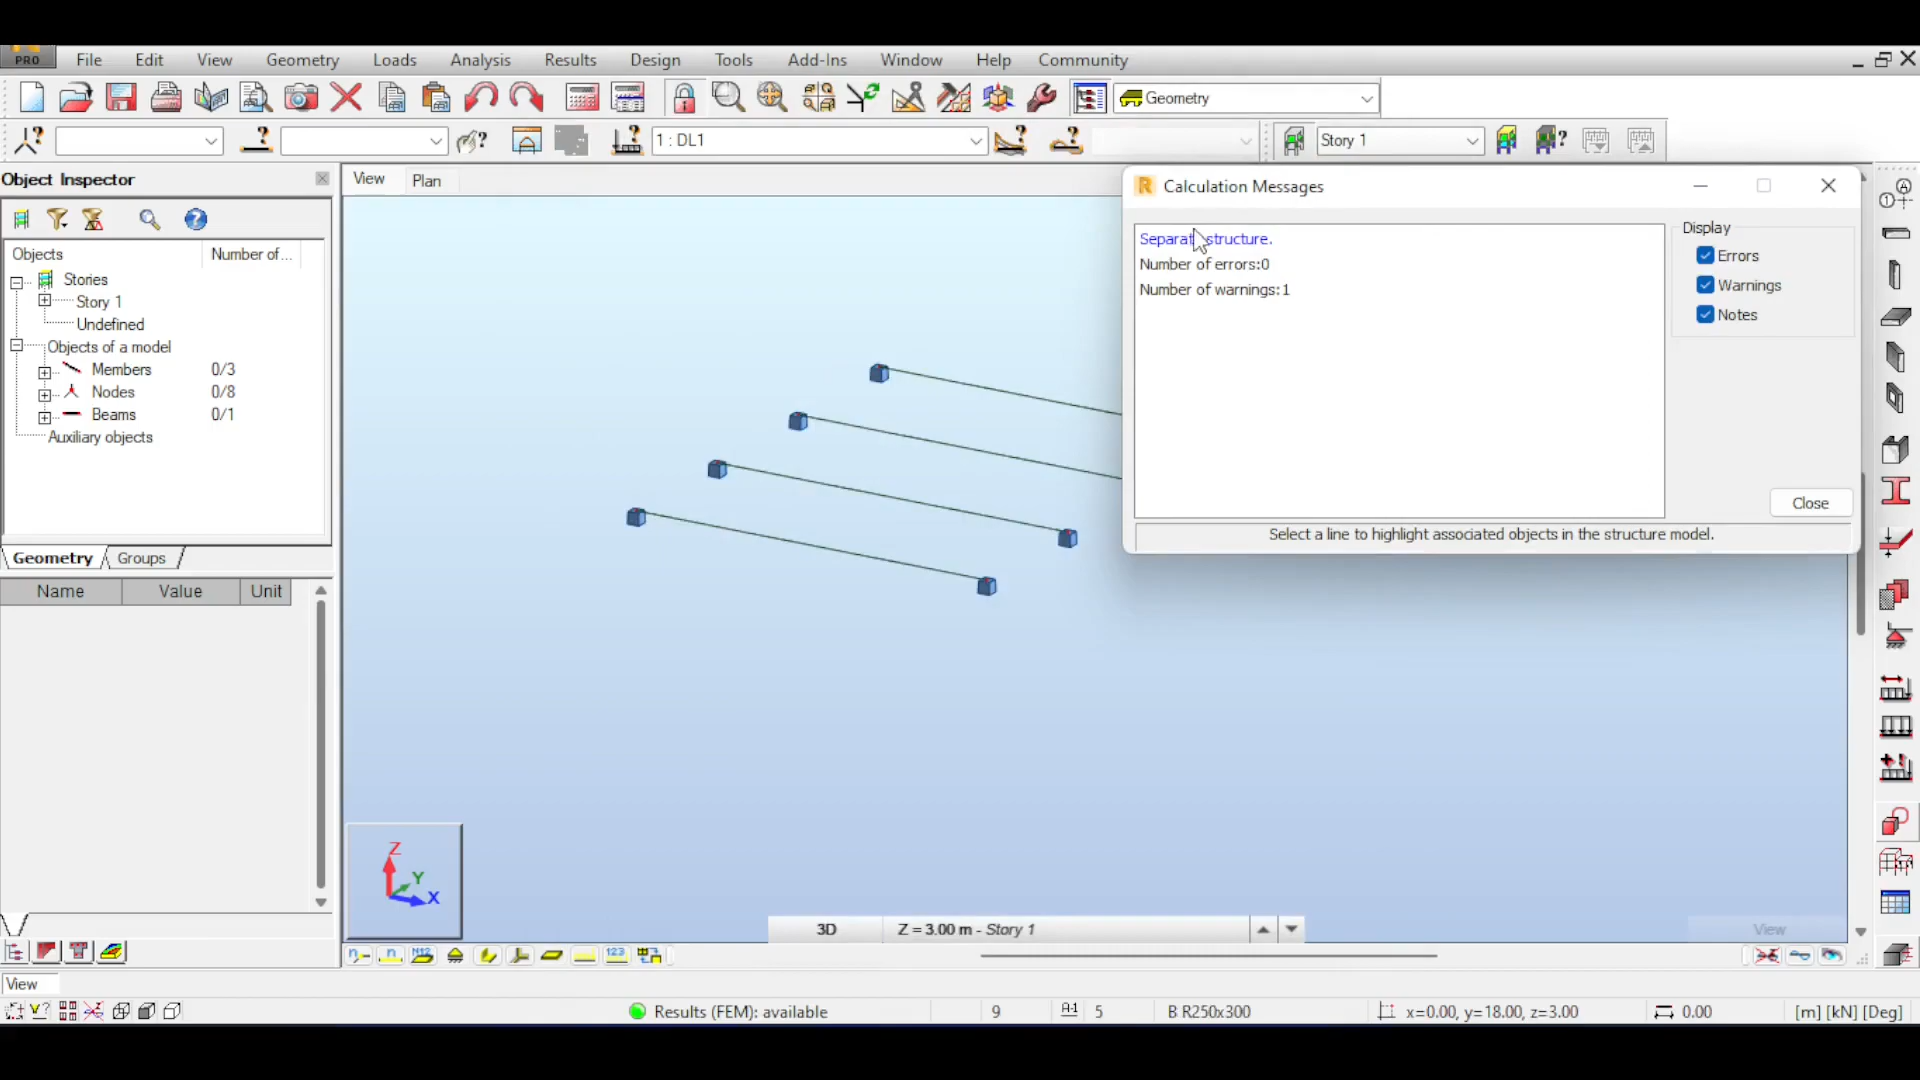 PRO File Edit View Geometry Loads Analysis Results Design Tools Add-Ins Window Help Community
Geometry
1 : DL1 Story 1
Object Inspector
View Plan
Objects Number of...
Stories
Story 1
Undefined
Objects of a model
Members 0/3
Nodes 0/8
Beams 0/1
Auxiliary objects
Geometry Groups
Name Value Unit
R Calculation Messages
structure.
Number of errors:0
Number of warnings:1
Display
Errors
Warnings
Notes
Close
Select a line to highlight associated objects in the structure model.
Z
Y
X
3D Z = 3.00 m - Story 1
View
View
Results (FEM): available 9 5 B R250x300 x=0.00, y=18.00, z=3.00 0.00 [m] [kN] [Deg]